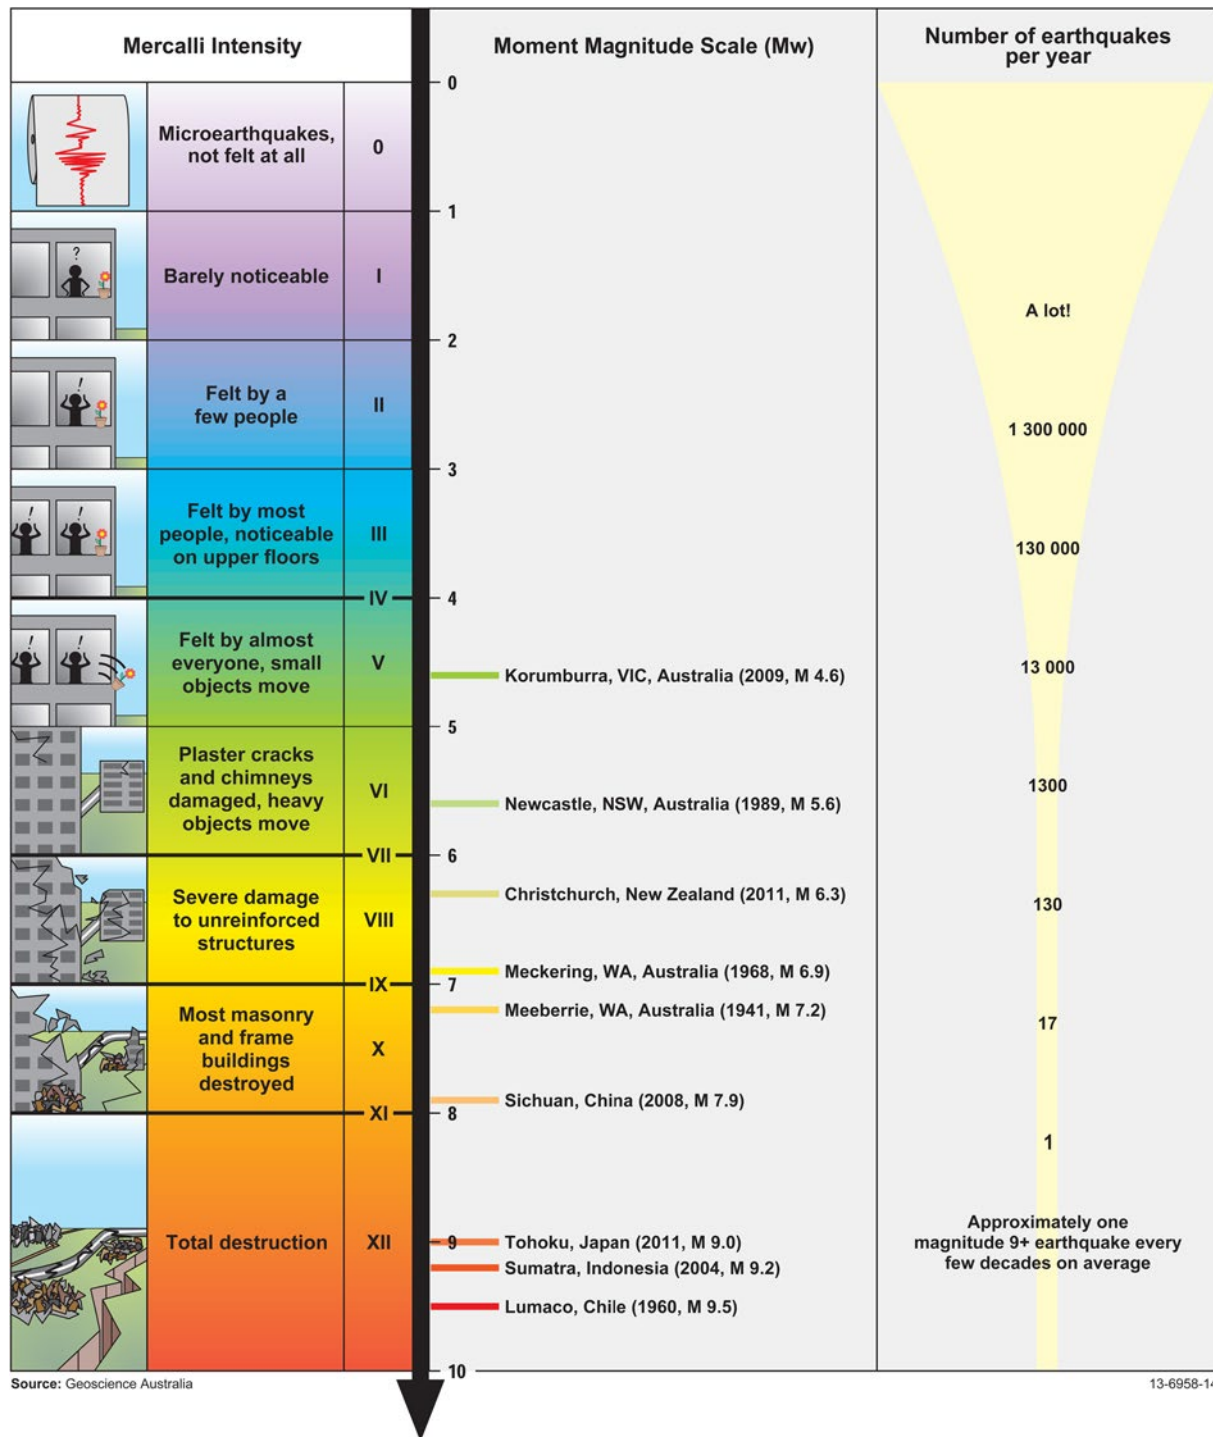 Mercalli Intensity
Moment Magnitude Scale (Mw)
Number of earthquakes
per year
0
Microearthquakes,
not felt at all
0
1
?
Barely noticeable
I
A lot!
2
!
Felt by a
few people
II
1 300 000
3
! !
Felt by most
people, noticeable
on upper floors
III
130 000
IV
4
! !
Felt by almost
everyone, small
objects move
V
Korumburra, VIC, Australia (2009, M 4.6)
13 000
5
Plaster cracks
and chimneys
damaged, heavy
objects move
VI
Newcastle, NSW, Australia (1989, M 5.6)
1300
VII
6
Severe damage
to unreinforced
structures
VIII
Christchurch, New Zealand (2011, M 6.3)
130
Meckering, WA, Australia (1968, M 6.9)
IX
7
Meeberrie, WA, Australia (1941, M 7.2)
Most masonry
and frame
buildings
destroyed
X
17
Sichuan, China (2008, M 7.9)
XI
8
1
Total destruction
XII
9
Tohoku, Japan (2011, M 9.0)
Sumatra, Indonesia (2004, M 9.2)
Lumaco, Chile (1960, M 9.5)
Approximately one
magnitude 9+ earthquake every
few decades on average
10
Source: Geoscience Australia
13-6958-14